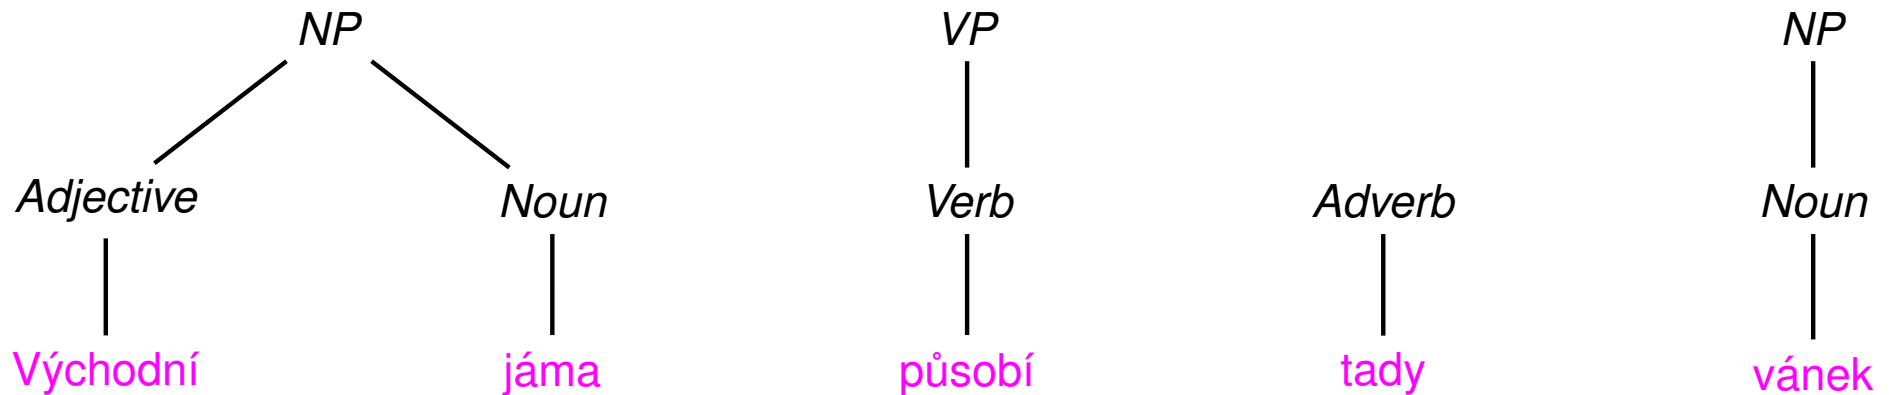 NP VP NP
Adjective Noun Verb Adverb Noun
Východní jáma působí tady vánek